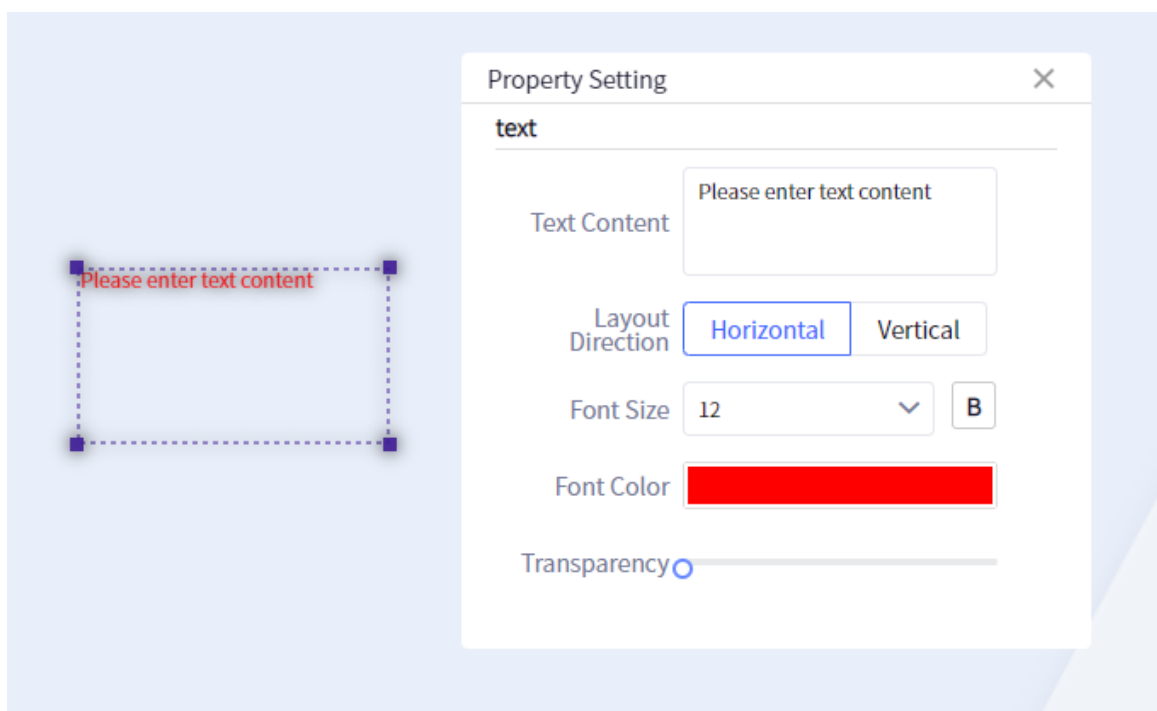 Property Setting
text
Please enter text content
Text Content
Please enter text content
Layout
Direction
Horizontal
Vertical
Font Size
12
B
Font Color
Transparency